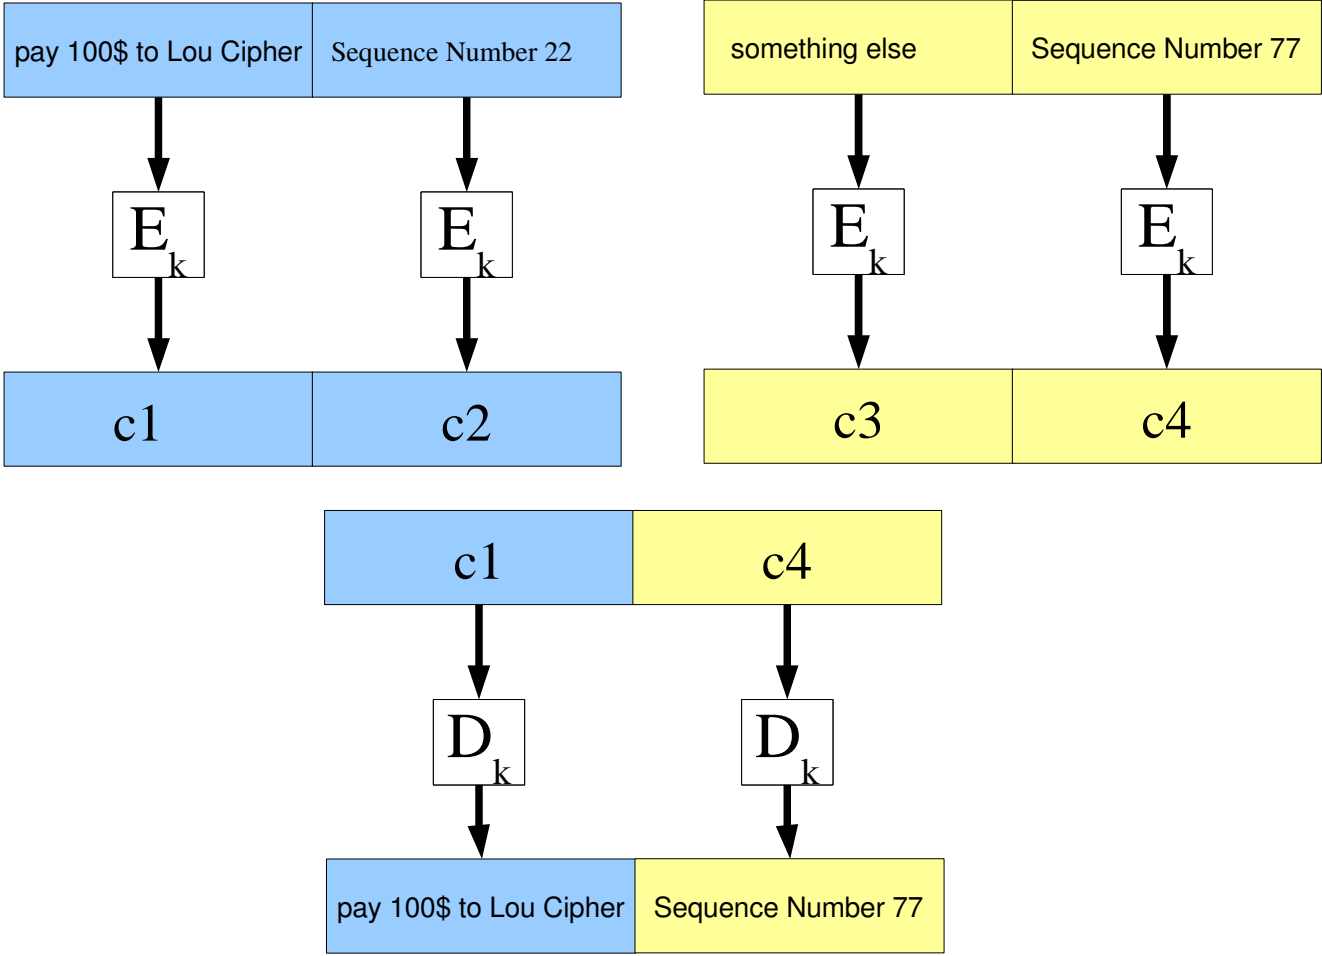 pay 100$ to Lou Cipher Sequence Number 22
something else Sequence Number 77
E k E k E k E k
c1 c2 c3 c4
c1 c4
D k D k
pay 100$ to Lou Cipher Sequence Number 77